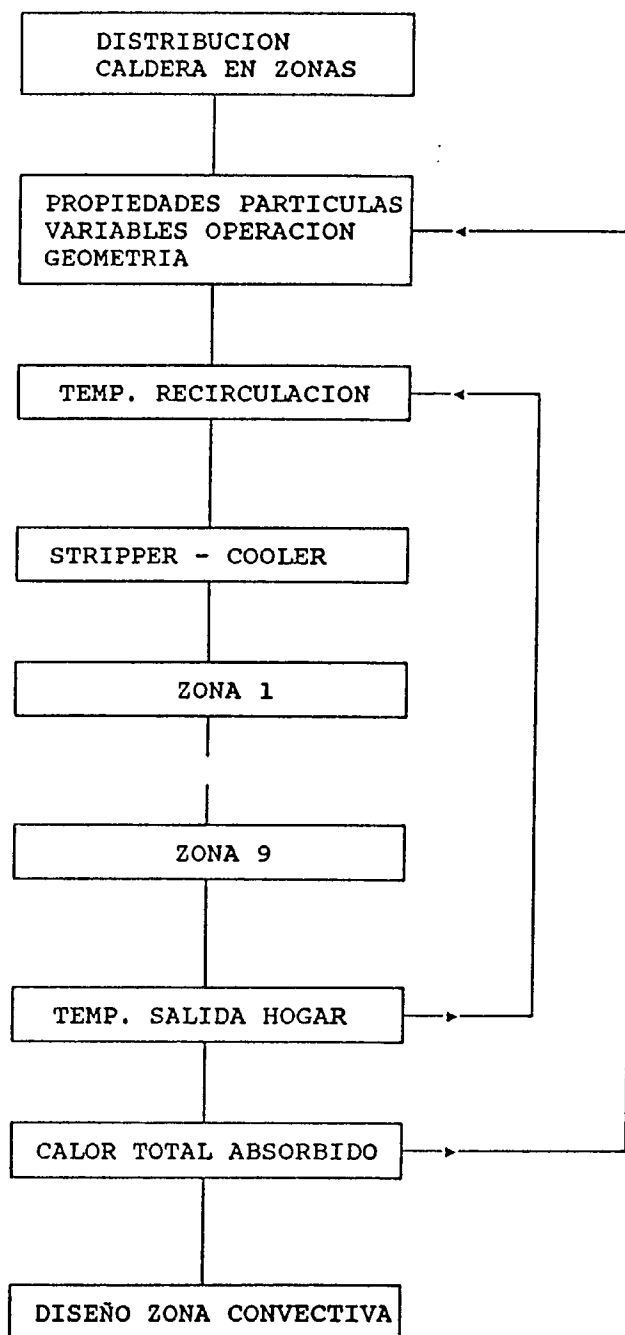 DISTRIBUCION
CALDERA EN ZONAS
PROPIEDADES PARTICULAS
VARIABLES OPERACION
GEOMETRIA
TEMP. RECIRCULACION
STRIPPER - COOLER
ZONA 1
ZONA 9
TEMP. SALIDA HOGAR
CALOR TOTAL ABSORBIDO
DISEÑO ZONA CONVECTIVA